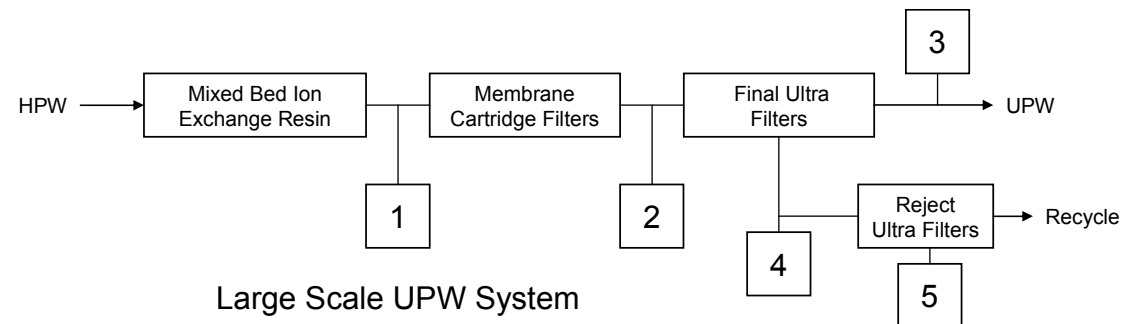 3
HPW
Mixed Bed Ion
Exchange Resin
Membrane
Cartridge Filters
Final Ultra
Filters
UPW
1
2
4
Reject
Ultra Filters
Recycle
5
Large Scale UPW System